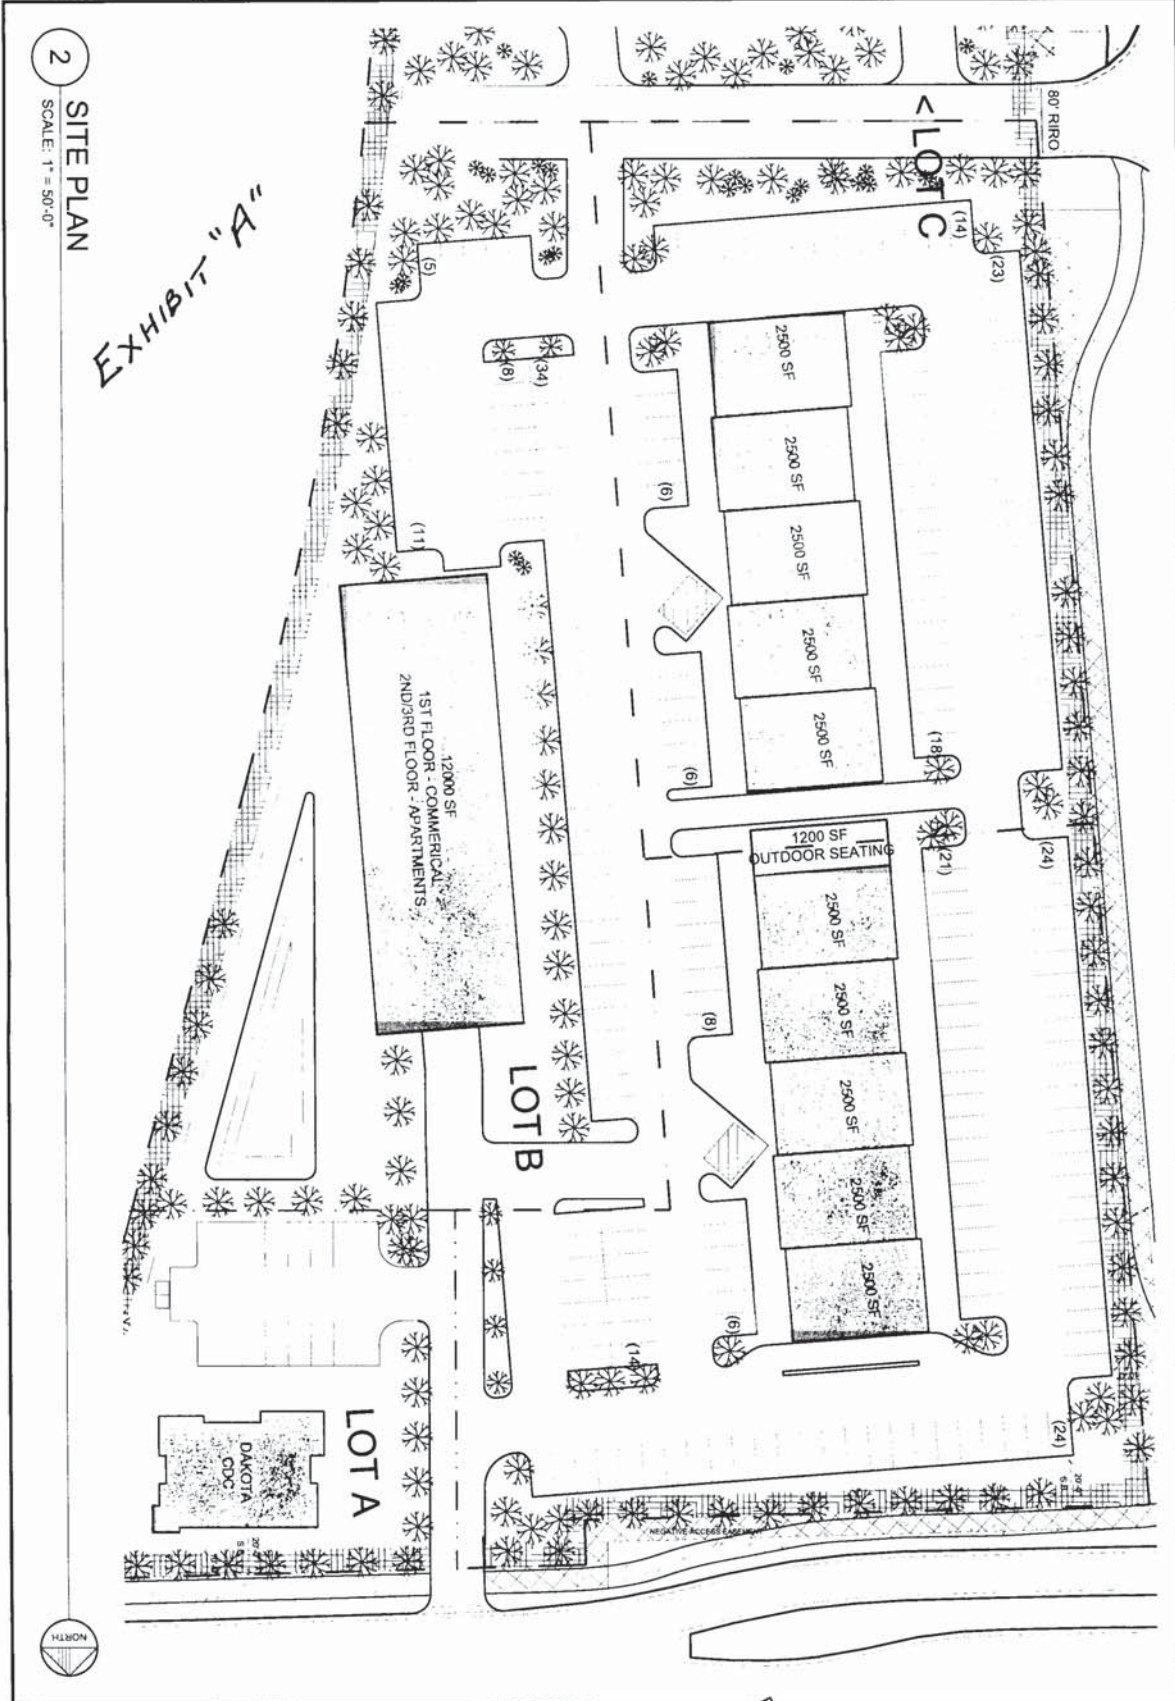 2
SITE PLAN
SCALE: 1" = 50'-0"
EXHIBIT "A"
80' RIRO
< LOT C
(14)
(23)
(5)
(8)
(34)
2500 SF
2500 SF
2500 SF
2500 SF
2500 SF
(6)
(11)
(6)
(18)
12000 SF
1ST FLOOR - COMMERICAL
2ND/3RD FLOOR - APARTMENTS
1200 SF
OUTDOOR SEATING
(21)
(24)
2500 SF
2500 SF
2500 SF
2500 SF
2500 SF
(8)
(6)
LOT B
(14)
(24)
LOT A
DAKOTA
CDC
NEGATIVE ACCESS EASEMENT
20'-0"
S.B.
NORTH